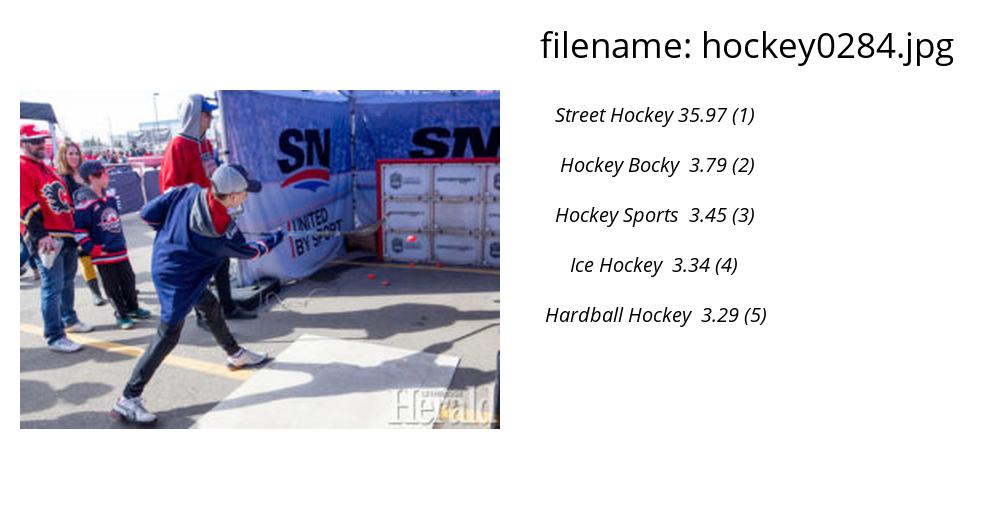 filename: hockey0284.jpg
Street Hockey 35.97 (1)
Hockey Bocky 3.79 (2)
Hockey Sports 3.45 (3)
Ice Hockey 3.34 (4)
Hardball Hockey 3.29 (5)
SN
SN
UNITED
BY SPORT
Herald